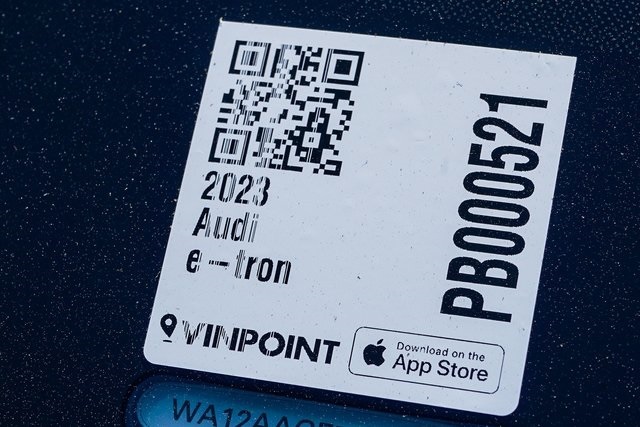 2023
Audi
e-tron
PB000521
VINPOINT
Download on the
App Store